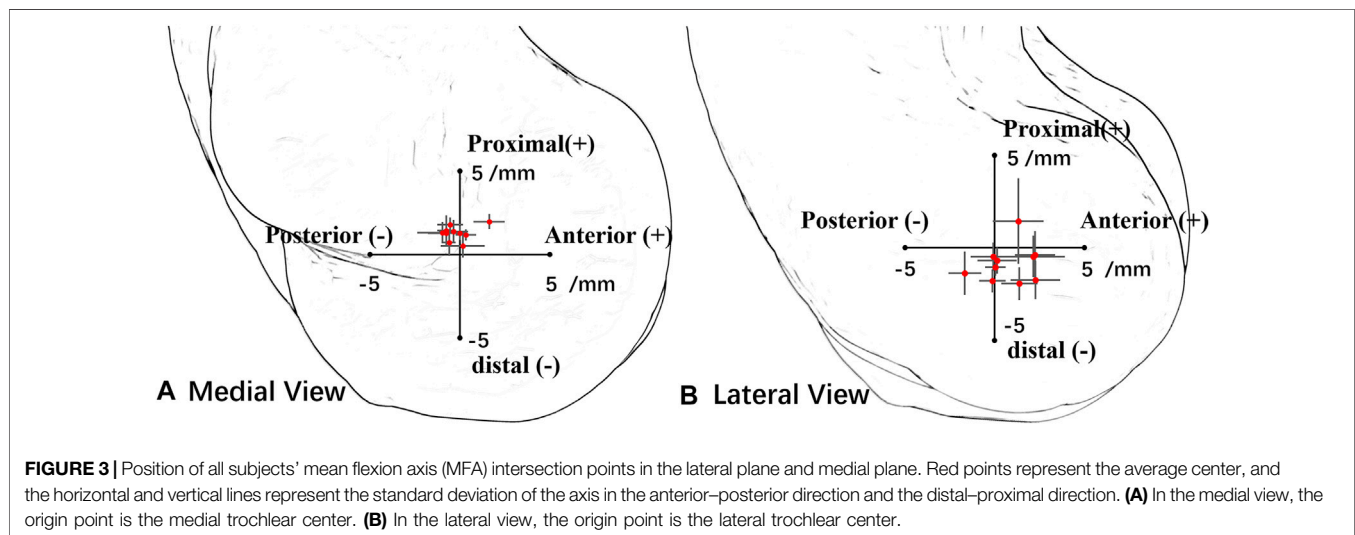 Proximal(+)
5 /mm
Posterior (-)
Anterior (+)
-5
5 /mm
-5
distal (-)
A Medial View
Proximal(+)
5 /mm
Posterior (-)
Anterior (+)
-5
5 /mm
-5
distal (-)
B Lateral View
FIGURE 3 | Position of all subjects’ mean flexion axis (MFA) intersection points in the lateral plane and medial plane. Red points represent the average center, and
the horizontal and vertical lines represent the standard deviation of the axis in the anterior–posterior direction and the distal–proximal direction. (A) In the medial view, the
origin point is the medial trochlear center. (B) In the lateral view, the origin point is the lateral trochlear center.